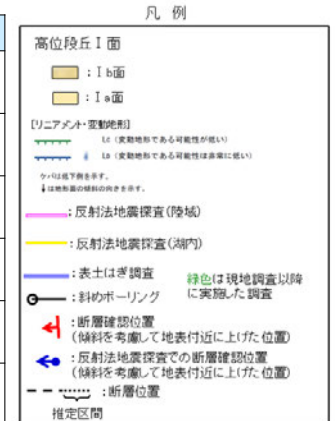 凡 例
高位段丘Ⅰ面
：Ⅰb面
：Ⅰa面
[リニアメント・変動地形]
Lc（変動地形である可能性が低い）
LD（変動地形である可能性は非常に低い）
ケバは低下側を示す。
↓は地形面の傾斜の向きを示す。
：反射法地震探査(陸域)
：反射法地震探査(湖内)
：表土はぎ調査
緑色は現地調査以降
に実施した調査
：斜めボーリング
：断層確認位置
(傾斜を考慮して地表付近に上げた位置)
：反射法地震探査での断層確認位置
(傾斜を考慮して地表付近に上げた位置)
：断層位置
推定区間